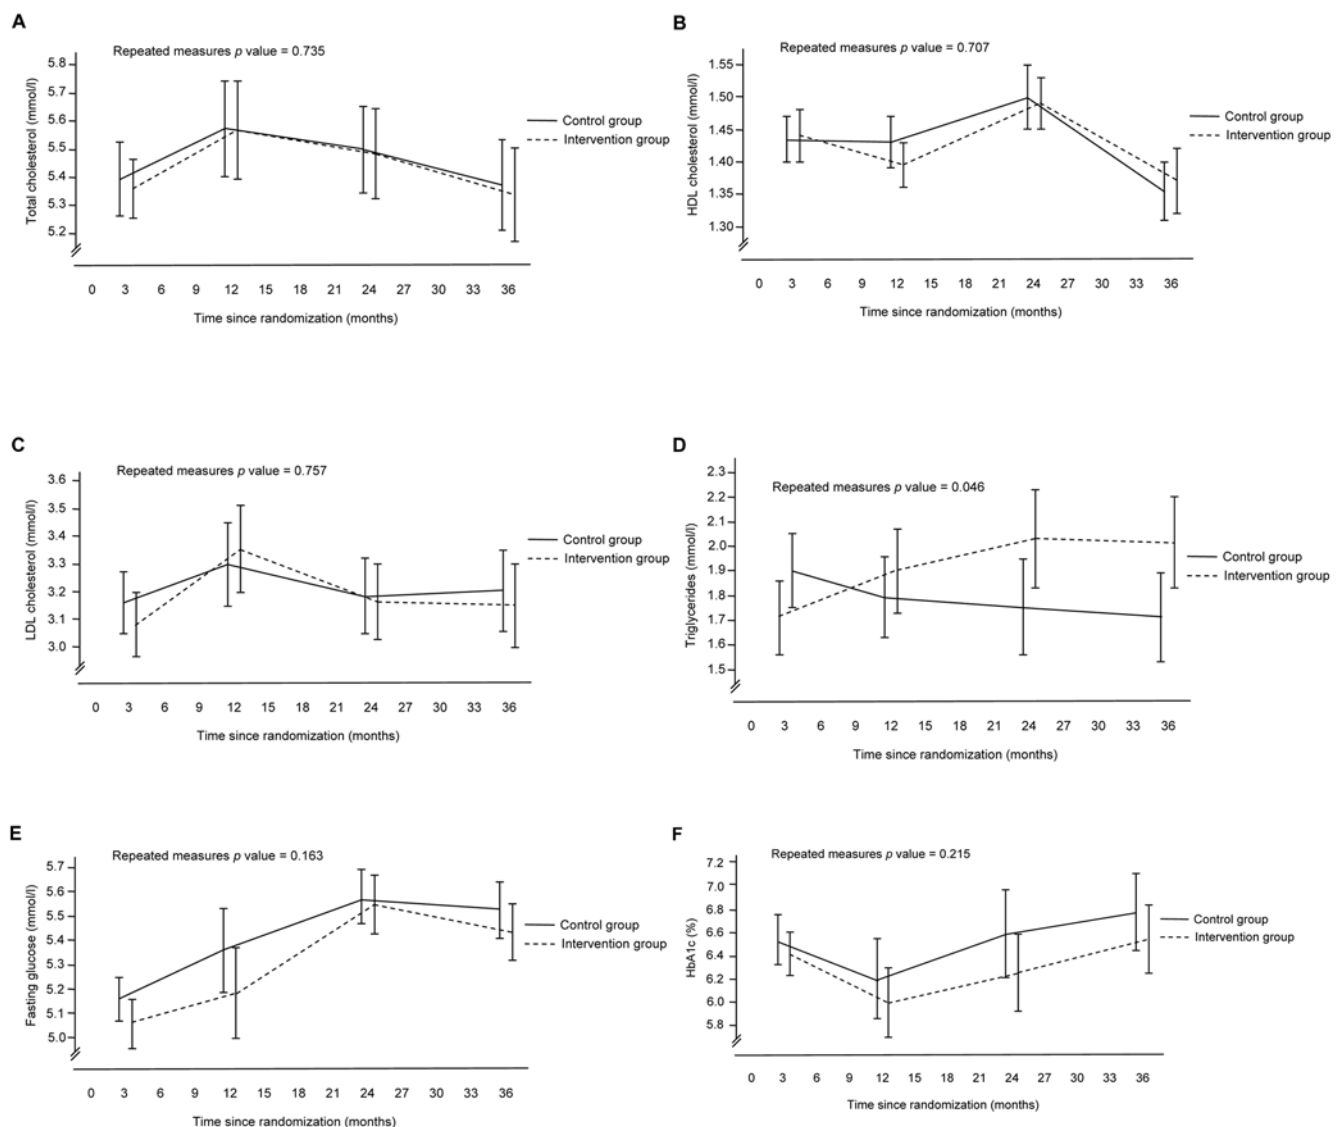 A
Repeated measures p value = 0.735
Total cholesterol (mmol/l)
5.8
5.7
5.6
5.5
5.4
5.3
5.2
Control group
Intervention group
0 3 6 9 12 15 18 21 24 27 30 33 36
Time since randomization (months)
B
Repeated measures p value = 0.707
HDL cholesterol (mmol/l)
1.55
1.50
1.45
1.40
1.35
1.30
Control group
Intervention group
0 3 6 9 12 15 18 21 24 27 30 33 36
Time since randomization (months)
C
Repeated measures p value = 0.757
LDL cholesterol (mmol/l)
3.6
3.5
3.4
3.3
3.2
3.1
3.0
Control group
Intervention group
0 3 6 9 12 15 18 21 24 27 30 33 36
Time since randomization (months)
D
Repeated measures p value = 0.046
Triglycerides (mmol/l)
2.3
2.2
2.1
2.0
1.9
1.8
1.7
1.6
1.5
Control group
Intervention group
0 3 6 9 12 15 18 21 24 27 30 33 36
Time since randomization (months)
E
Repeated measures p value = 0.163
Fasting glucose (mmol/l)
5.7
5.6
5.5
5.4
5.3
5.2
5.1
5.0
Control group
Intervention group
0 3 6 9 12 15 18 21 24 27 30 33 36
Time since randomization (months)
F
Repeated measures p value = 0.215
HbA1c (%)
7.2
7.0
6.8
6.6
6.4
6.2
6.0
5.8
Control group
Intervention group
0 3 6 9 12 15 18 21 24 27 30 33 36
Time since randomization (months)